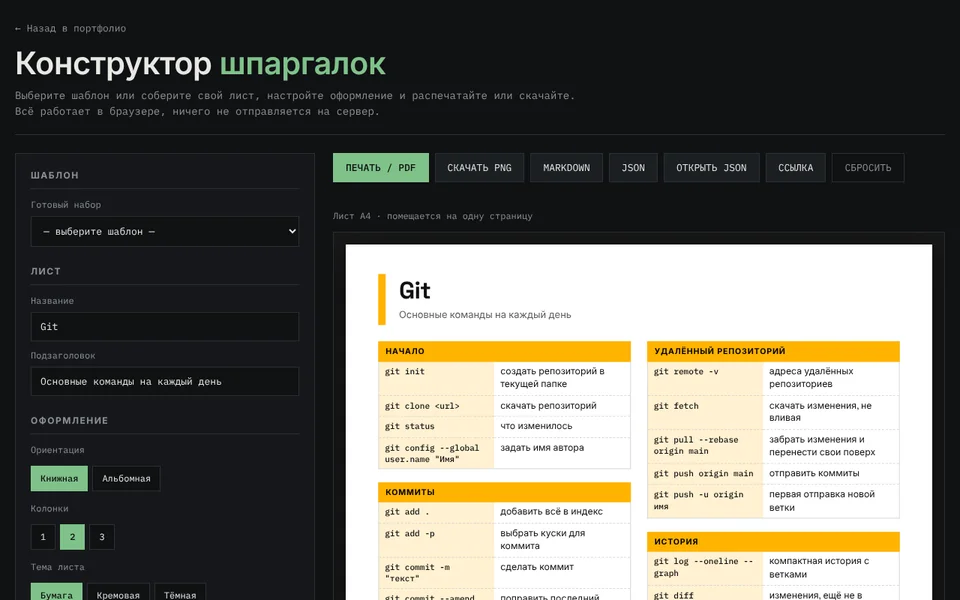 ← Назад в портфолио
Конструктор шпаргалок
Выберите шаблон или соберите свой лист, настройте оформление и распечатайте или скачайте.
Всё работает в браузере, ничего не отправляется на сервер.
ШАБЛОН
Готовый набор
— выберите шаблон —
ЛИСТ
Название
Git
Подзаголовок
Основные команды на каждый день
ОФОРМЛЕНИЕ
Ориентация
Книжная Альбомная
Колонки
1 2 3
Тема листа
Бумага Кремовая Тёмная
ПЕЧАТЬ / PDF СКАЧАТЬ PNG MARKDOWN JSON ОТКРЫТЬ JSON ССЫЛКА СБРОСИТЬ
Лист A4 · помещается на одну страницу
Git
Основные команды на каждый день
НАЧАЛО
git init создать репозиторий в
текущей папке
git clone <url> скачать репозиторий
git status что изменилось
git config --global задать имя автора
user.name "Имя"
КОММИТЫ
git add . добавить всё в индекс
git add -p выбрать куски для
коммита
git commit -m сделать коммит
"текст"
git commit --amend поправить последний
УДАЛЁННЫЙ РЕПОЗИТОРИЙ
git remote -v адреса удалённых
репозиториев
git fetch скачать изменения, не
вливая
git pull --rebase забрать изменения и
origin main перенести свои поверх
git push origin main отправить коммиты
git push -u origin первая отправка новой
имя ветки
ИСТОРИЯ
git log --oneline -- компактная история с
graph ветками
git diff изменения, ещё не в